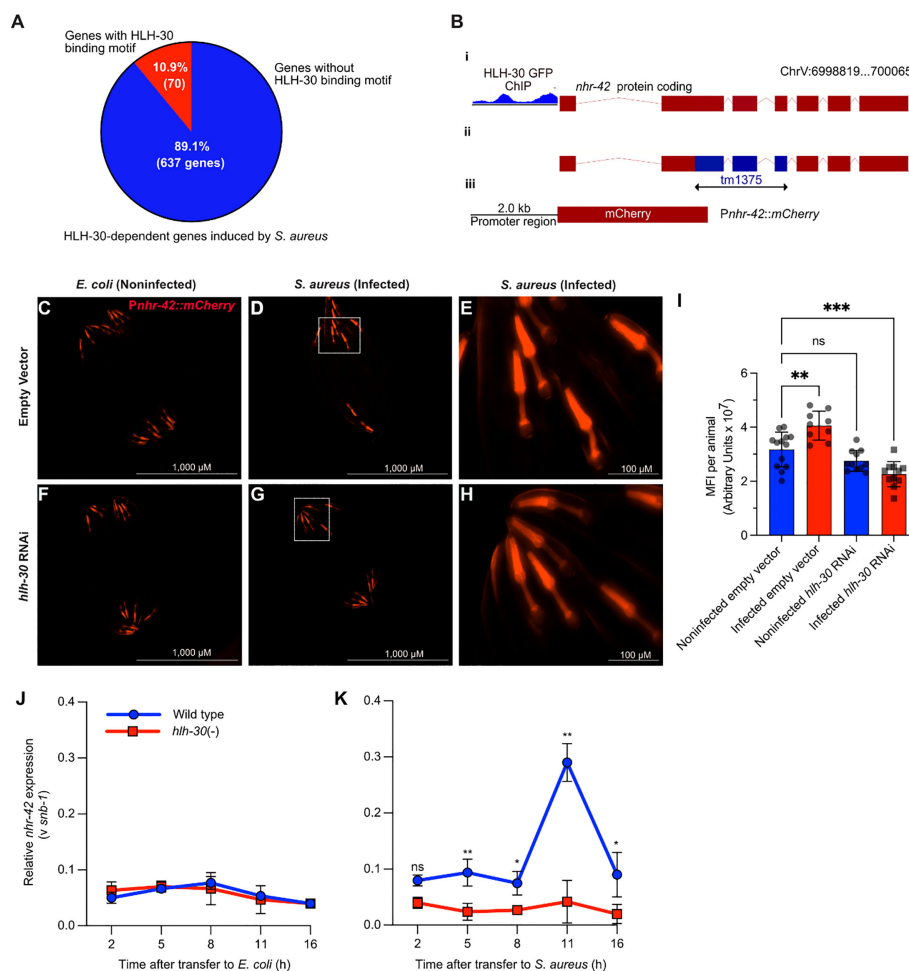 A
Genes with HLH-30
binding motif
10.9%
(70)
Genes without
HLH-30 binding motif
89.1%
(637 genes)
HLH-30-dependent genes induced by S. aureus
B
i
HLH-30 GFP
ChIP
nhr-42 protein coding
ChrV:6998819...700065
ii
tm1375
iii
2.0 kb
Promoter region
mCherry
Pnhr-42::mCherry
E. coli (Noninfected)
S. aureus (Infected)
S. aureus (Infected)
Empty Vector
C
Pnhr-42::mCherry
1,000 µM
D
1,000 µM
E
100 µM
hlh-30 RNAi
F
1,000 µM
G
1,000 µM
H
100 µM
I
***
ns
**
MFI per animal
(Arbitrary Units x 10⁷)
6
4
2
0
Noninfected empty vector
Infected empty vector
Noninfected hlh-30 RNAi
Infected hlh-30 RNAi
J
Relative nhr-42 expression
(v snb-1)
0.4
0.3
0.2
0.1
0.0
Wild type
hlh-30(-)
2 5 8 11 16
Time after transfer to E. coli (h)
K
0.4
0.3
0.2
0.1
0.0
ns
**
*
**
*
2 5 8 11 16
Time after transfer to S. aureus (h)